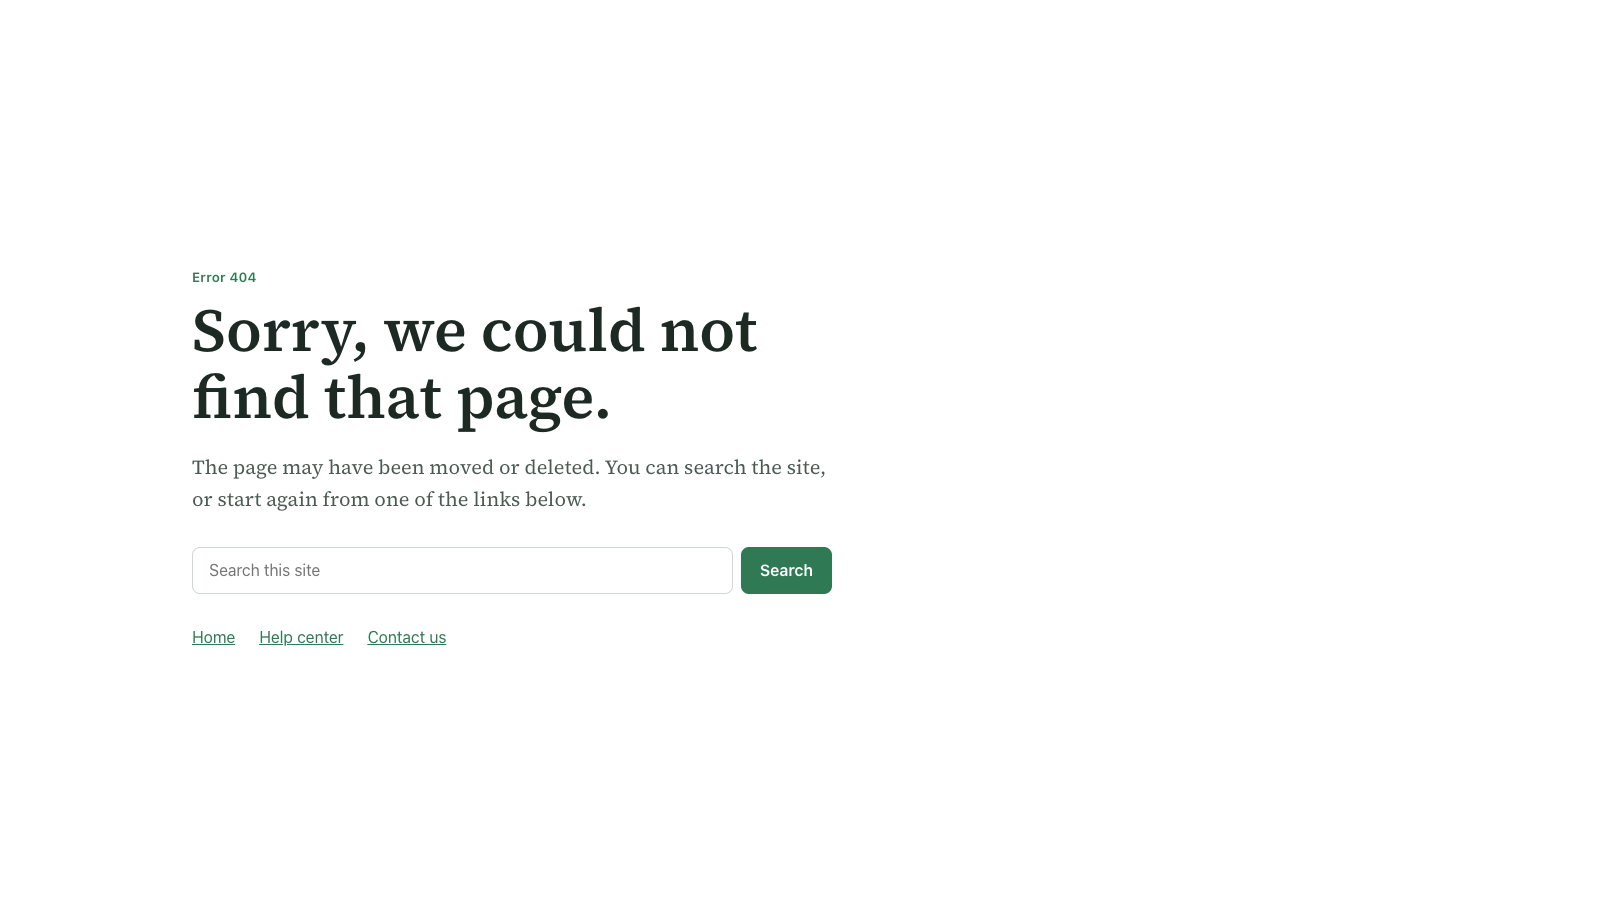 Error 404
Sorry, we could not
find that page.
The page may have been moved or deleted. You can search the site,
or start again from one of the links below.
Search this site
Search
Home
Help center
Contact us